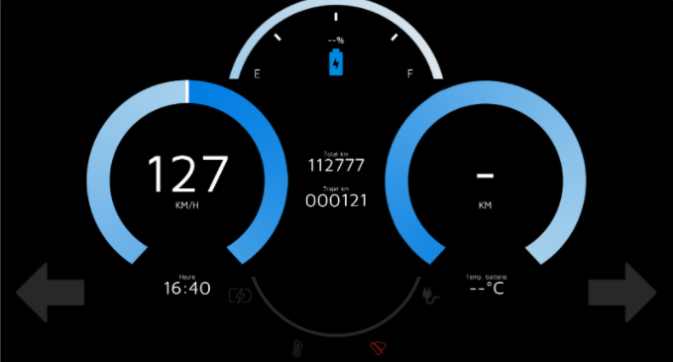 --%
E
F
127
KM/H
Total km
112777
Trajet km
000121
-
KM
Heure
16:40
Temp. batterie
--°C